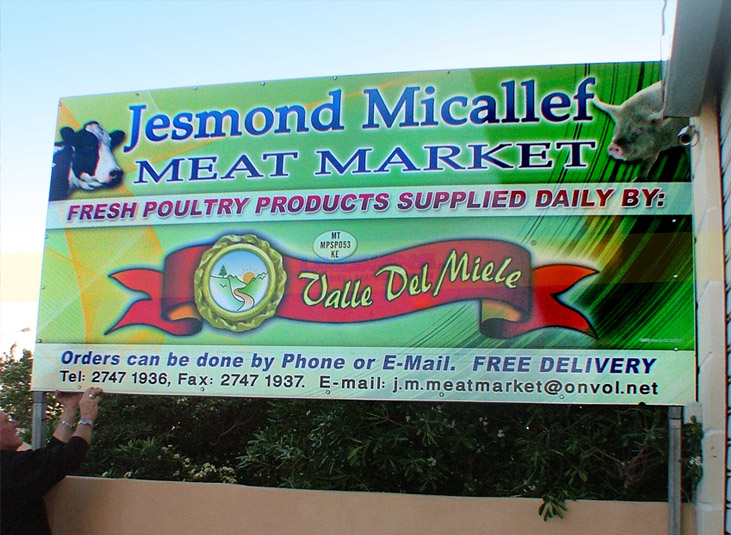 Jesmond Micallef
MEAT MARKET
FRESH POULTRY PRODUCTS SUPPLIED DAILY BY:
MT
MPSP053
KE
Valle Del Miele
®
Orders can be done by Phone or E-Mail. FREE DELIVERY
Tel: 2747 1936, Fax: 2747 1937. E-mail: j.m.meatmarket@onvol.net